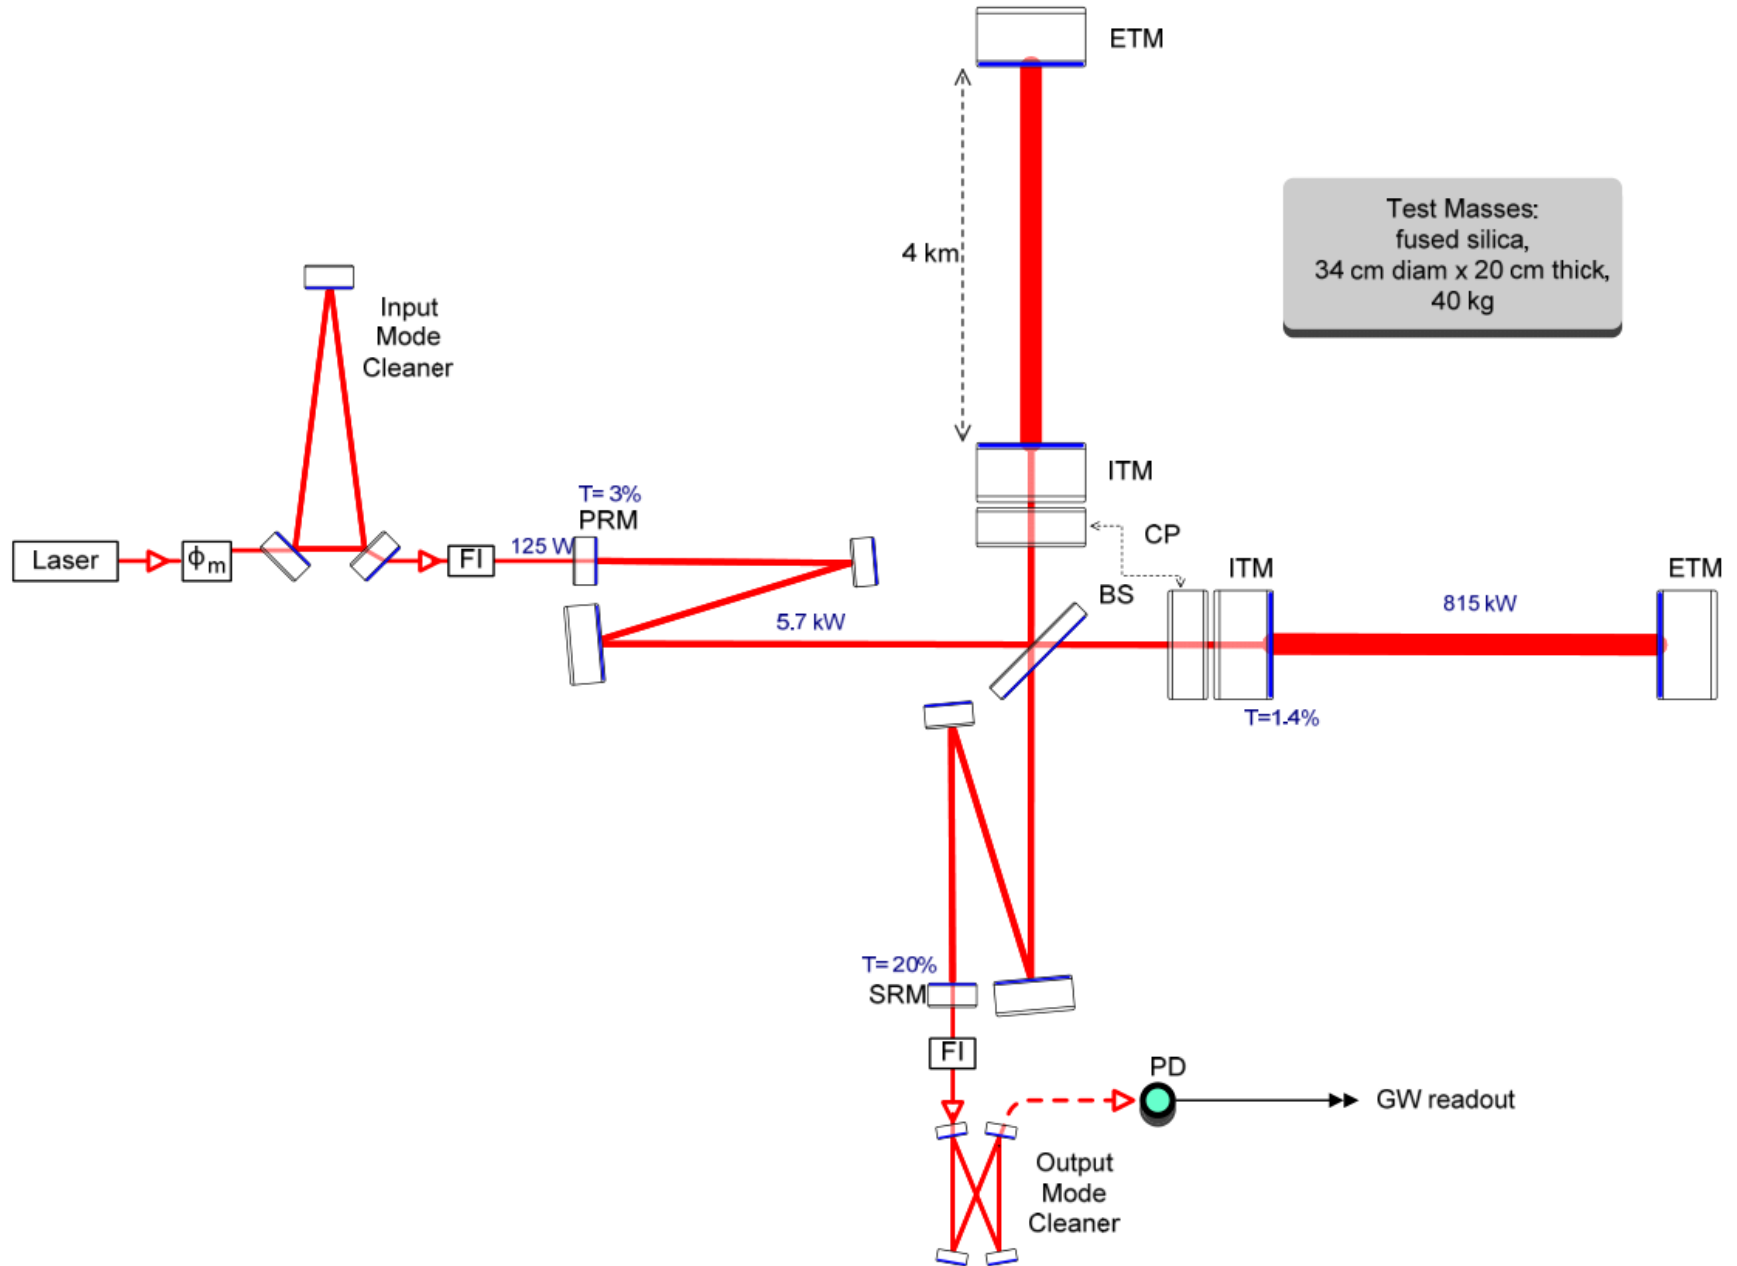 ETM
Test Masses:
fused silica,
34 cm diam x 20 cm thick,
40 kg
4 km
Input
Mode
Cleaner
ITM
T= 3%
PRM
CP
Laser
ϕm
FI
125 W
ITM
ETM
BS
5.7 kW
815 kW
T=1.4%
T= 20%
SRM
FI
PD
GW readout
Output
Mode
Cleaner